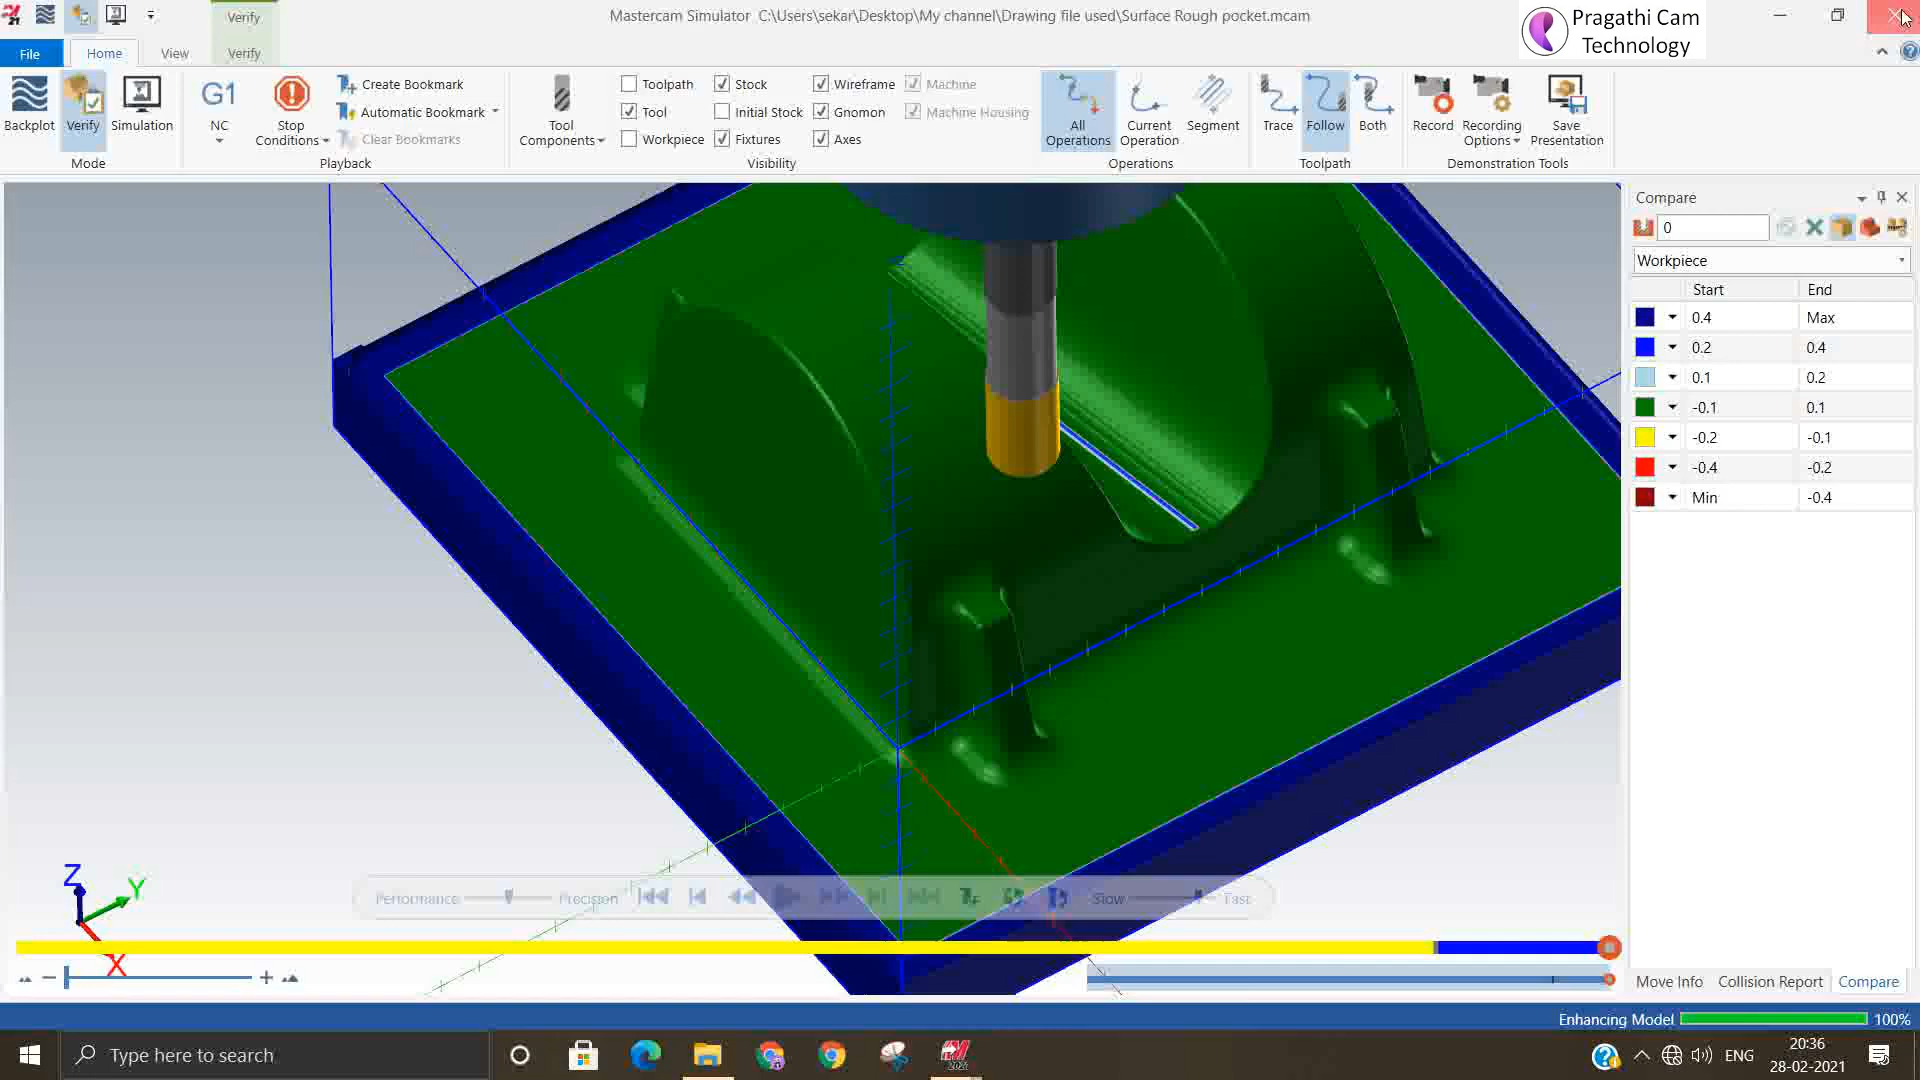 Verify
Mastercam Simulator C:\Users\sekar\Desktop\My channel\Drawing file used\Surface Rough pocket.mcam
Pragathi Cam
Technology
File
Home
View
Verify
Backplot
Verify
Simulation
Mode
G1
NC
Stop
Conditions
Create Bookmark
Automatic Bookmark
Clear Bookmarks
Playback
Tool
Components
Toolpath
Tool
Workpiece
Stock
Initial Stock
Fixtures
Wireframe
Gnomon
Axes
Machine
Machine Housing
Visibility
All
Operations
Current
Operation
Segment
Operations
Trace
Follow
Both
Toolpath
Record
Recording
Options
Save
Presentation
Demonstration Tools
Compare
0
Workpiece
Start End
0.4 Max
0.2 0.4
0.1 0.2
-0.1 0.1
-0.2 -0.1
-0.4 -0.2
Min -0.4
Z
Y
X
Performance Precision
Slow Fast
Move Info Collision Report Compare
Enhancing Model 100%
Type here to search
ENG
20:36
28-02-2021